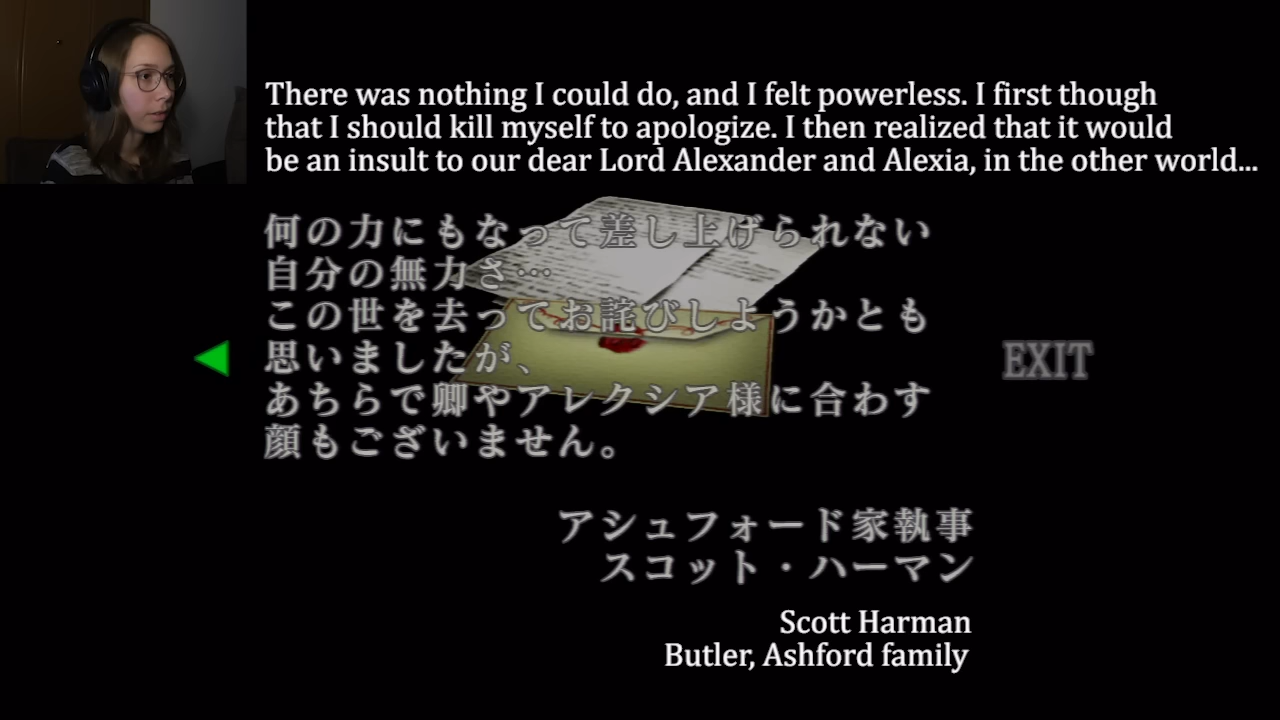 There was nothing I could do, and I felt powerless. I first though
that I should kill myself to apologize. I then realized that it would
be an insult to our dear Lord Alexander and Alexia, in the other world...
何の力にもなって差し上げられない
自分の無力さ…
この世を去ってお詫びしようかとも
思いましたが、
EXIT
あちらで卿やアレクシア様に合わす
顔もございません。
アシュフォード家執事
スコット・ハーマン
Scott Harman
Butler, Ashford family